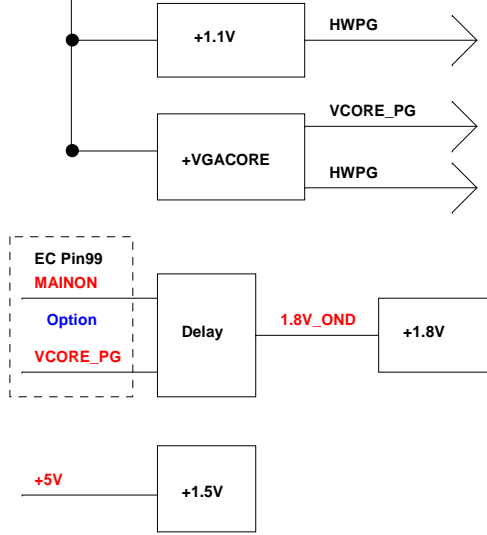 HWPG
+1.1V
VCORE_PG
+VGACORE
HWPG
EC Pin99
MAINON
Option
Delay
1.8V_OND
+1.8V
VCORE_PG
+5V
+1.5V